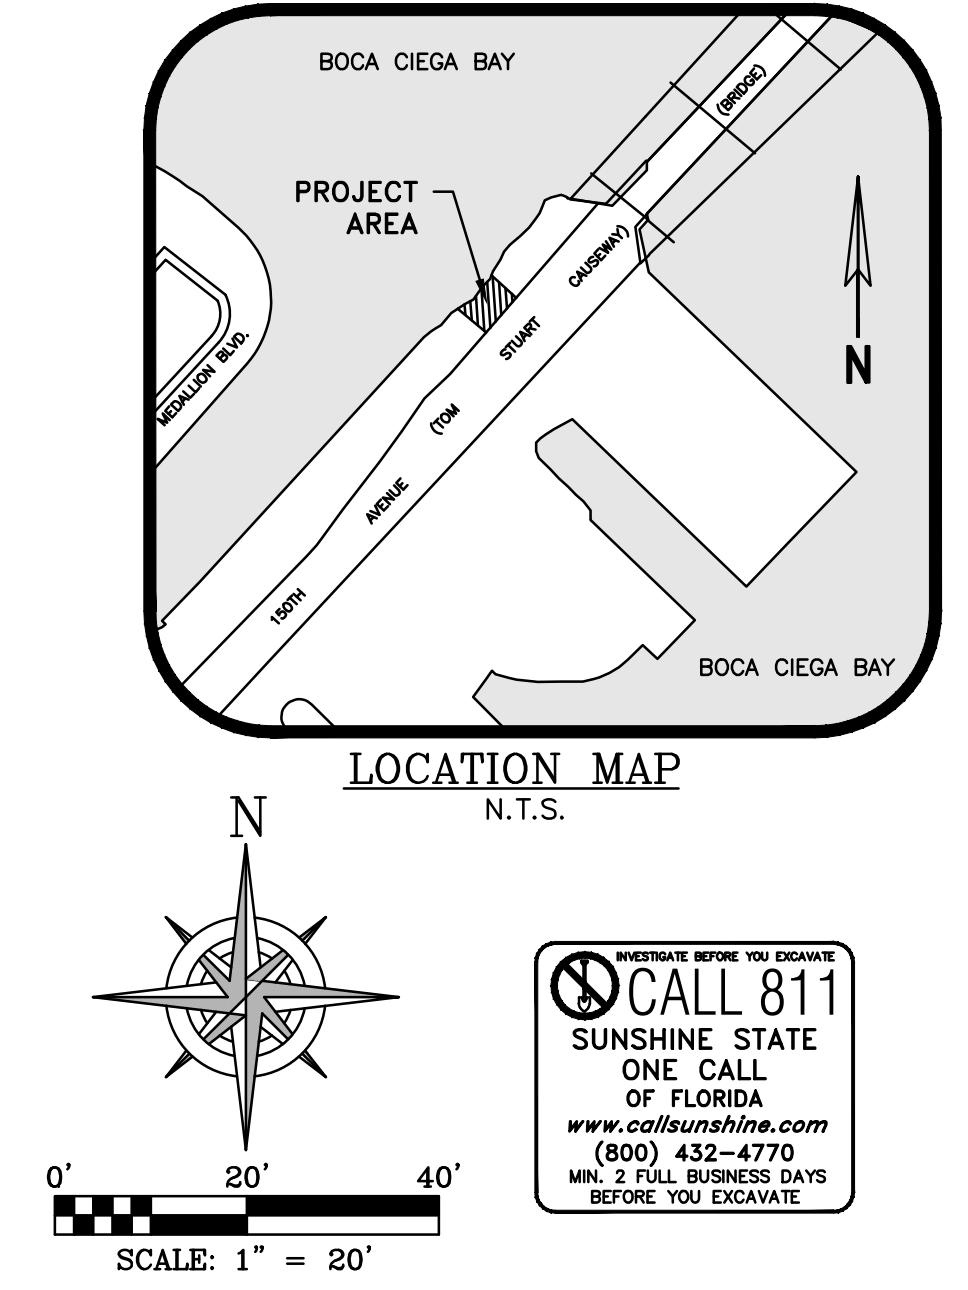 BOCA CIEGA BAY
(BRIDGE)
PROJECT
AREA
CAUSEWAY)
STUART
N
MEDALLION BLVD.
(TOM
AVENUE
150TH
BOCA CIEGA BAY
LOCATION MAP
N.T.S.
N
INVESTIGATE BEFORE YOU EXCAVATE
CALL 811
SUNSHINE STATE
ONE CALL
OF FLORIDA
www.callsunshine.com
(800) 432-4770
MIN. 2 FULL BUSINESS DAYS
BEFORE YOU EXCAVATE
0' 20' 40'
SCALE: 1" = 20'